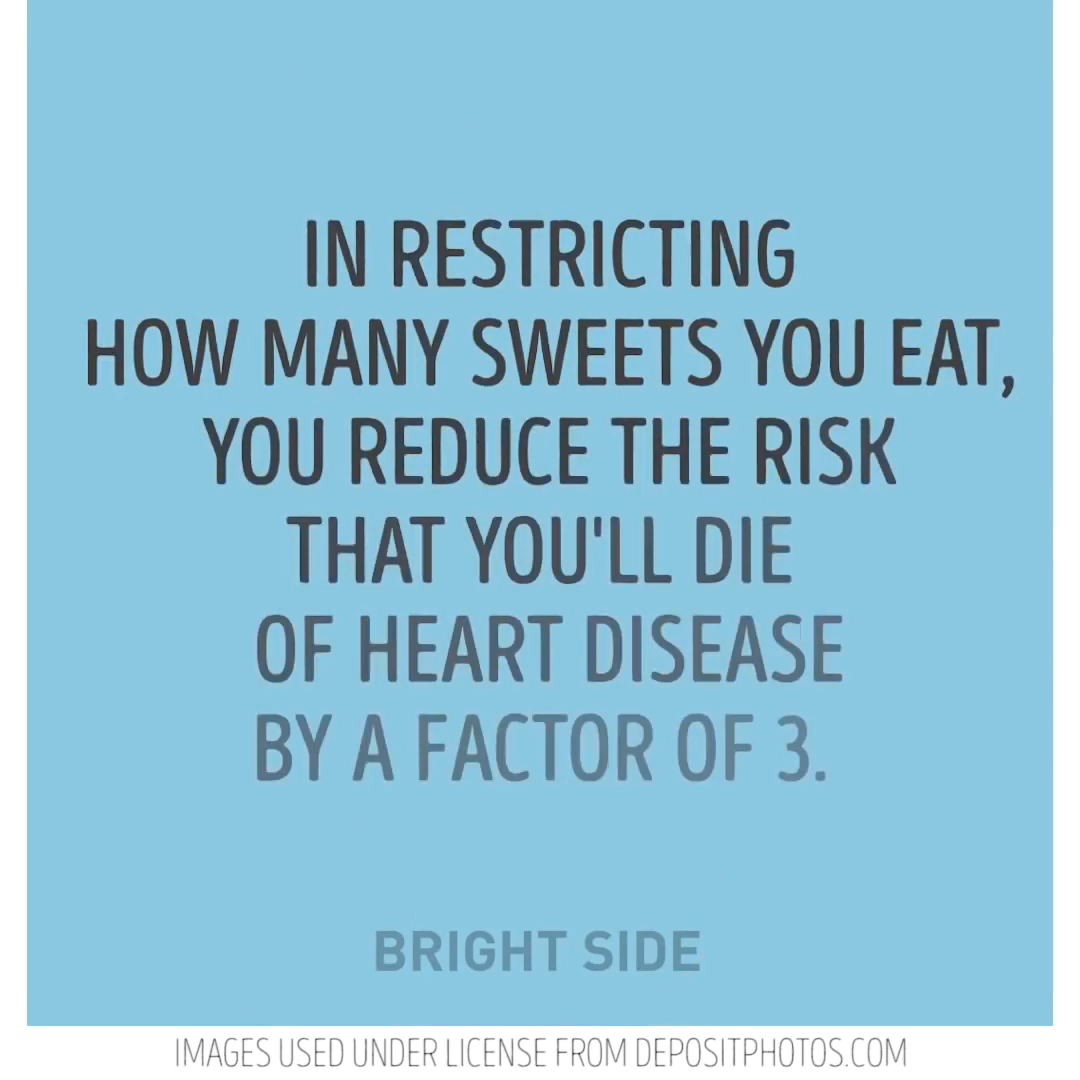 IN RESTRICTING
HOW MANY SWEETS YOU EAT,
YOU REDUCE THE RISK
THAT YOU'LL DIE
OF HEART DISEASE
BY A FACTOR OF 3.
BRIGHT SIDE
IMAGES USED UNDER LICENSE FROM DEPOSITPHOTOS.COM